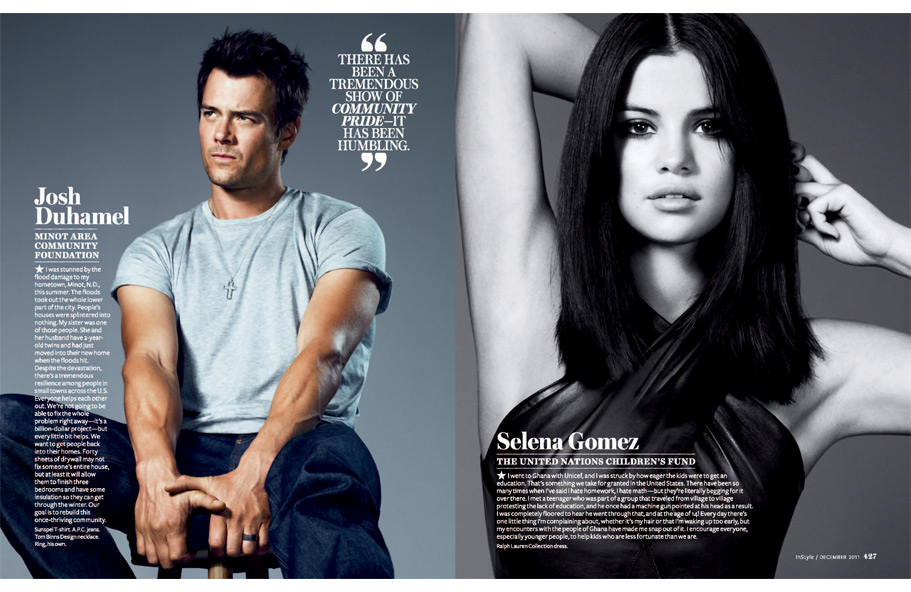 “
THERE HAS
BEEN A
TREMENDOUS
SHOW OF
COMMUNITY
PRIDE—IT
HAS BEEN
HUMBLING.
”
Josh
Duhamel
MINOT AREA
COMMUNITY
FOUNDATION
★ I was stunned by the
flood damage to my
hometown, Minot, N.D.,
this summer. The floods
took out the whole lower
part of the city. People's
houses were splintered into
nothing. My sister was one
of those people. She and
her husband have 2-year-
old twins and had just
moved into their new home
when the floods hit.
Despite the devastation,
there's a tremendous
resilience among people in
small towns across the U.S.
Everyone helps each other
out. We're not going to be
able to fix the whole
problem right away—it's a
billion-dollar project—but
every little bit helps. We
want to get people back
into their homes. Forty
sheets of drywall may not
fix someone's entire house,
but at least it will allow
them to finish three
bedrooms and have some
insulation so they can get
through the winter. Our
goal is to rebuild this
once-thriving community.
Sunspel T-shirt. A.P.C. jeans.
Tom Binns Design necklace.
Ring, his own.
Selena Gomez
THE UNITED NATIONS CHILDREN'S FUND
★ I went to Ghana with Unicef, and I was struck by how eager the kids were to get an
education. That's something we take for granted in the United States. There have been so
many times when I've said I hate homework, I hate math—but they're literally begging for it
over there. I met a teenager who was part of a group that traveled from village to village
protesting the lack of education, and he once had a machine gun pointed at his head as a result.
I was completely floored to hear he went through that, and at the age of 14! Every day there's
one little thing I'm complaining about, whether it's my hair or that I'm waking up too early, but
my encounters with the people of Ghana have made me snap out of it. I encourage everyone,
especially younger people, to help kids who are less fortunate than we are.
Ralph Lauren Collection dress.
InStyle / DECEMBER 2011 427